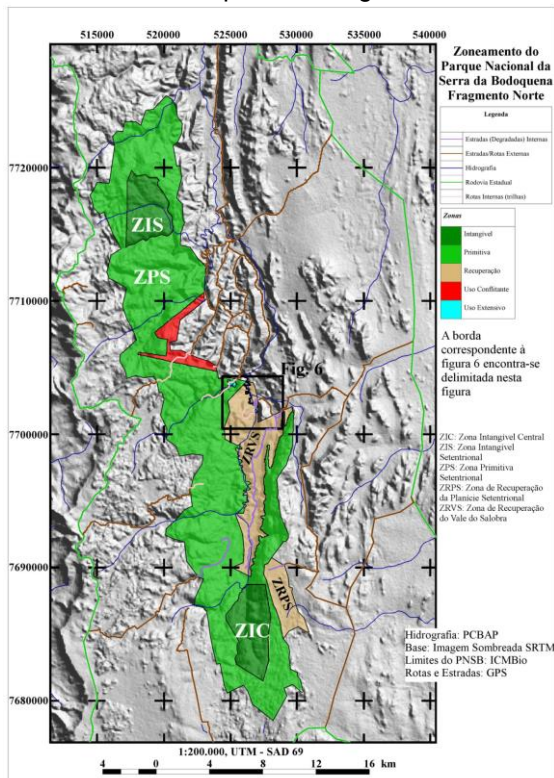 515000 520000 525000 530000 535000 540000
Zoneamento do
Parque Nacional da
Serra da Bodoquena
Fragmento Norte
Legenda
Estradas (Degradadas) Internas
Estradas/Rotas Externas
Hidrografia
Rodovia Estadual
Rotas Internas (trilhas)
Zonas
Intangível
Primitiva
Recuperação
Uso Conflitante
Uso Extensivo
A borda
correspondente à
figura 6 encontra-se
delimitada nesta
figura
ZIC: Zona Intangível Central
ZIS: Zona Intangível
Setentrional
ZPS: Zona Primitiva
Setentrional
ZRPS: Zona de Recuperação
da Planície Setentrional
ZRVS: Zona de Recuperação
do Vale do Salobra
Hidrografia: PCBAP
Base: Imagem Sombreada SRTM
Limites do PNSB: ICMBio
Rotas e Estradas: GPS
7720000
7710000
7700000
7690000
7680000
ZIS
ZPS
Fig. 6
ZRVS
ZRPS
ZIC
1:200,000, UTM - SAD 69
4 0 4 8 12 16 km